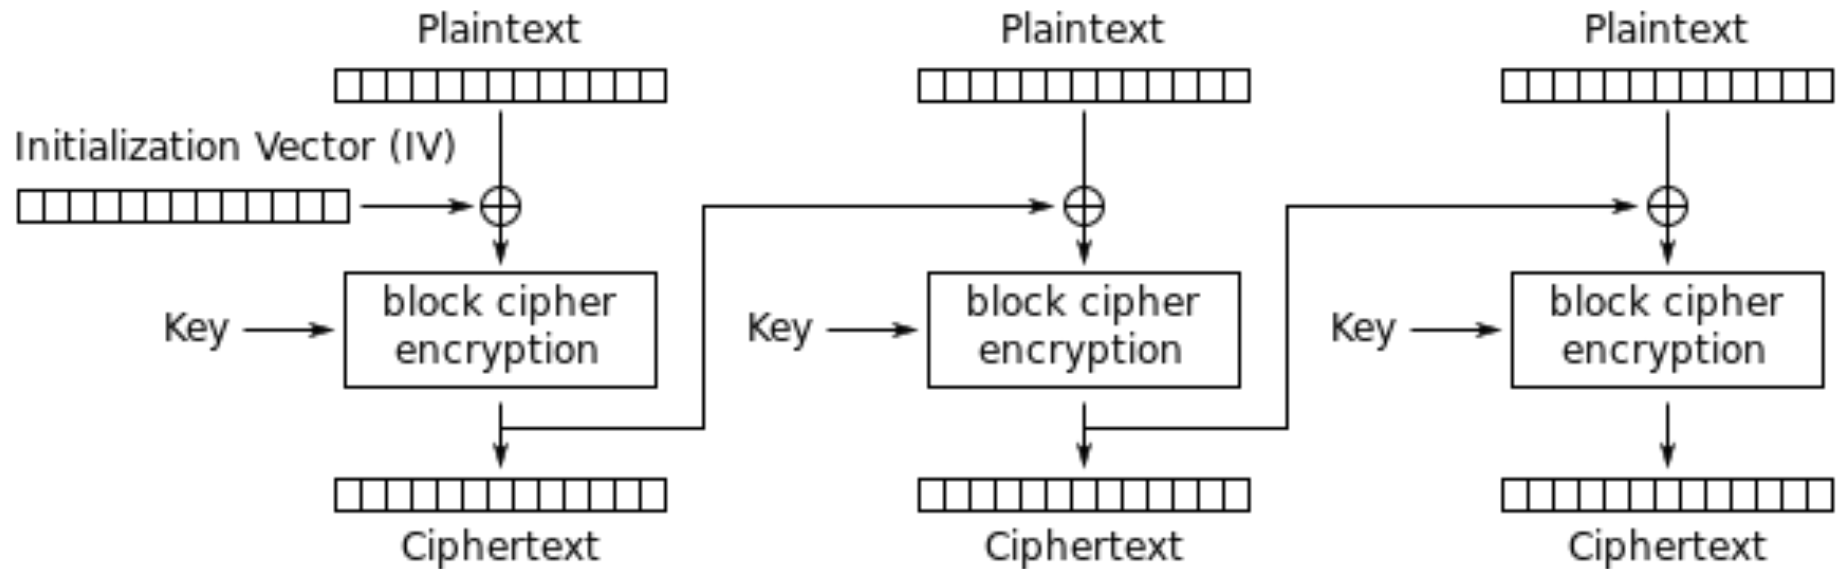 Plaintext
Plaintext
Plaintext
Initialization Vector (IV)
Key
block cipher
encryption
Key
block cipher
encryption
Key
block cipher
encryption
Ciphertext
Ciphertext
Ciphertext